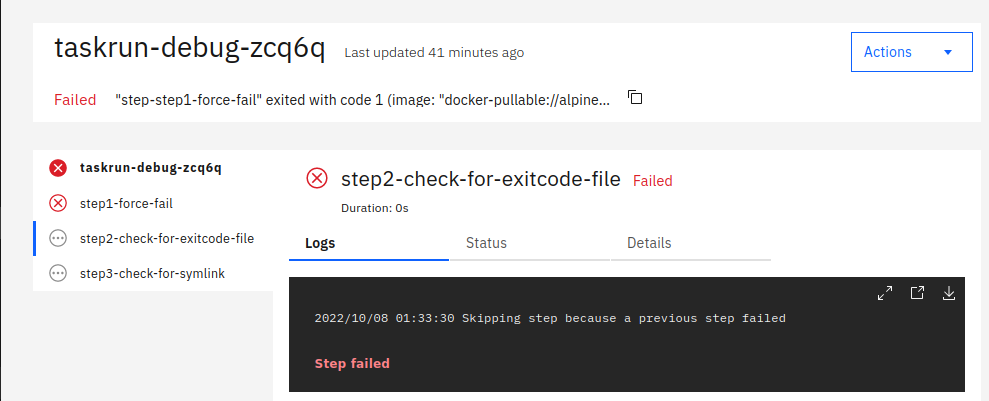 taskrun-debug-zcq6q Last updated 41 minutes ago Actions
Failed "step-step1-force-fail" exited with code 1 (image: "docker-pullable://alpine...
taskrun-debug-zcq6q
step1-force-fail
step2-check-for-exitcode-file
step3-check-for-symlink
step2-check-for-exitcode-file Failed
Duration: 0s
Logs Status Details
2022/10/08 01:33:30 Skipping step because a previous step failed
Step failed